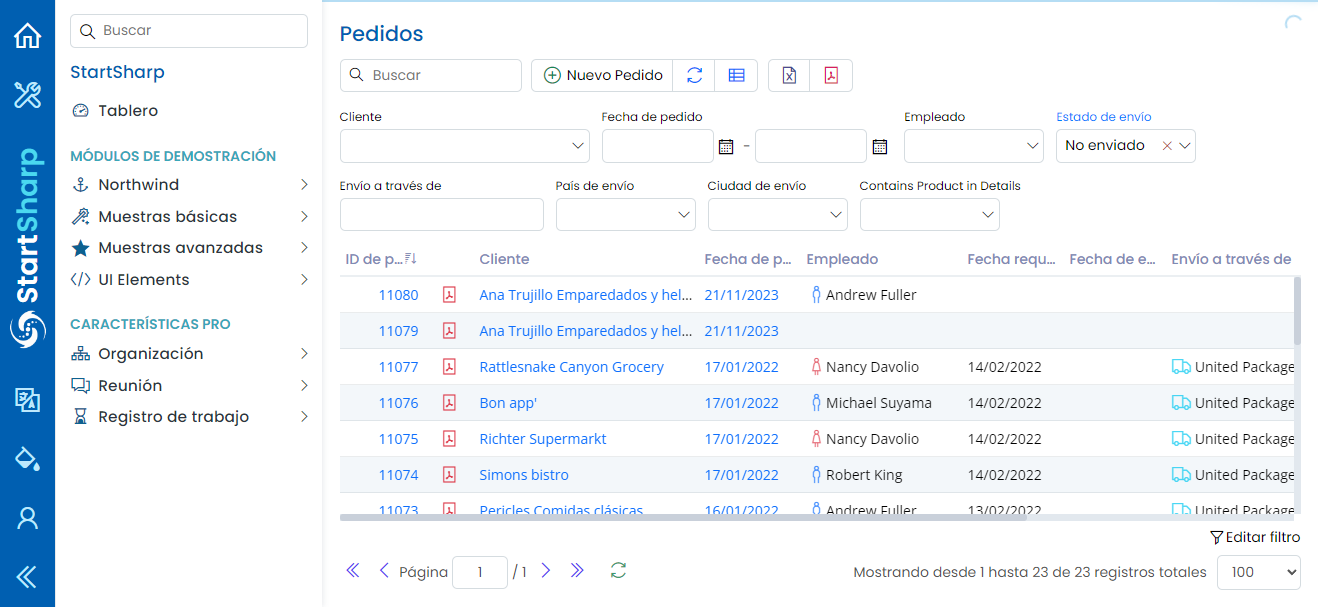 StartSharp
Buscar
StartSharp
Tablero
MÓDULOS DE DEMOSTRACIÓN
Northwind
Muestras básicas
Muestras avanzadas
UI Elements
CARACTERÍSTICAS PRO
Organización
Reunión
Registro de trabajo
Pedidos
Buscar
Nuevo Pedido
Cliente Fecha de pedido Empleado Estado de envío
- No enviado
Envío a través de País de envío Ciudad de envío Contains Product in Details
ID de p... Cliente Fecha de p... Empleado Fecha requ... Fecha de e... Envío a través de
11080 Ana Trujillo Emparedados y hel... 21/11/2023 Andrew Fuller
11079 Ana Trujillo Emparedados y hel... 21/11/2023
11077 Rattlesnake Canyon Grocery 17/01/2022 Nancy Davolio 14/02/2022 United Package
11076 Bon app' 17/01/2022 Michael Suyama 14/02/2022 United Package
11075 Richter Supermarkt 17/01/2022 Nancy Davolio 14/02/2022 United Package
11074 Simons bistro 17/01/2022 Robert King 14/02/2022 United Package
11073 Pericles Comidas clásicas 16/01/2022 Andrew Fuller 13/02/2022 United Package
Editar filtro
Página 1 / 1 Mostrando desde 1 hasta 23 de 23 registros totales 100